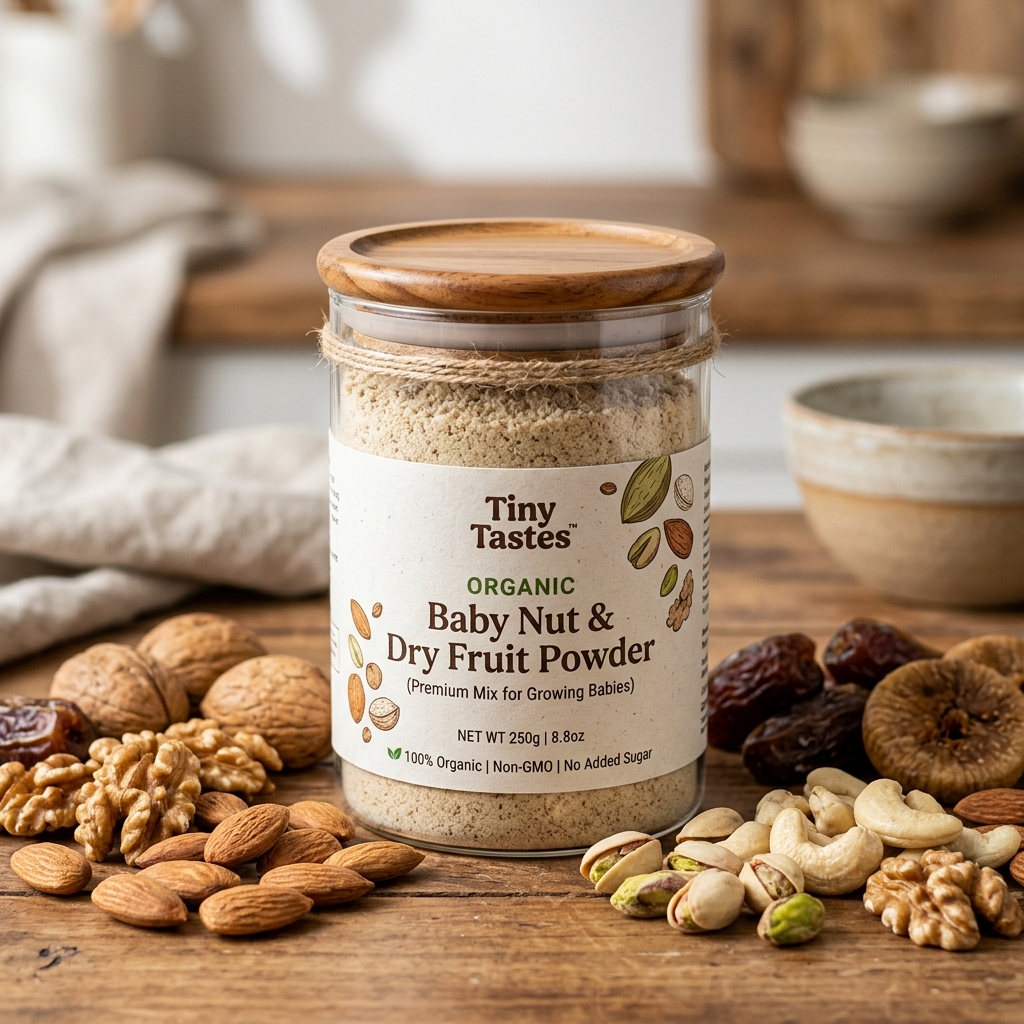 Tiny
Tastes™
ORGANIC
Baby Nut &
Dry Fruit Powder
(Premium Mix for Growing Babies)
NET WT 250g | 8.8oz
100% Organic | Non-GMO | No Added Sugar